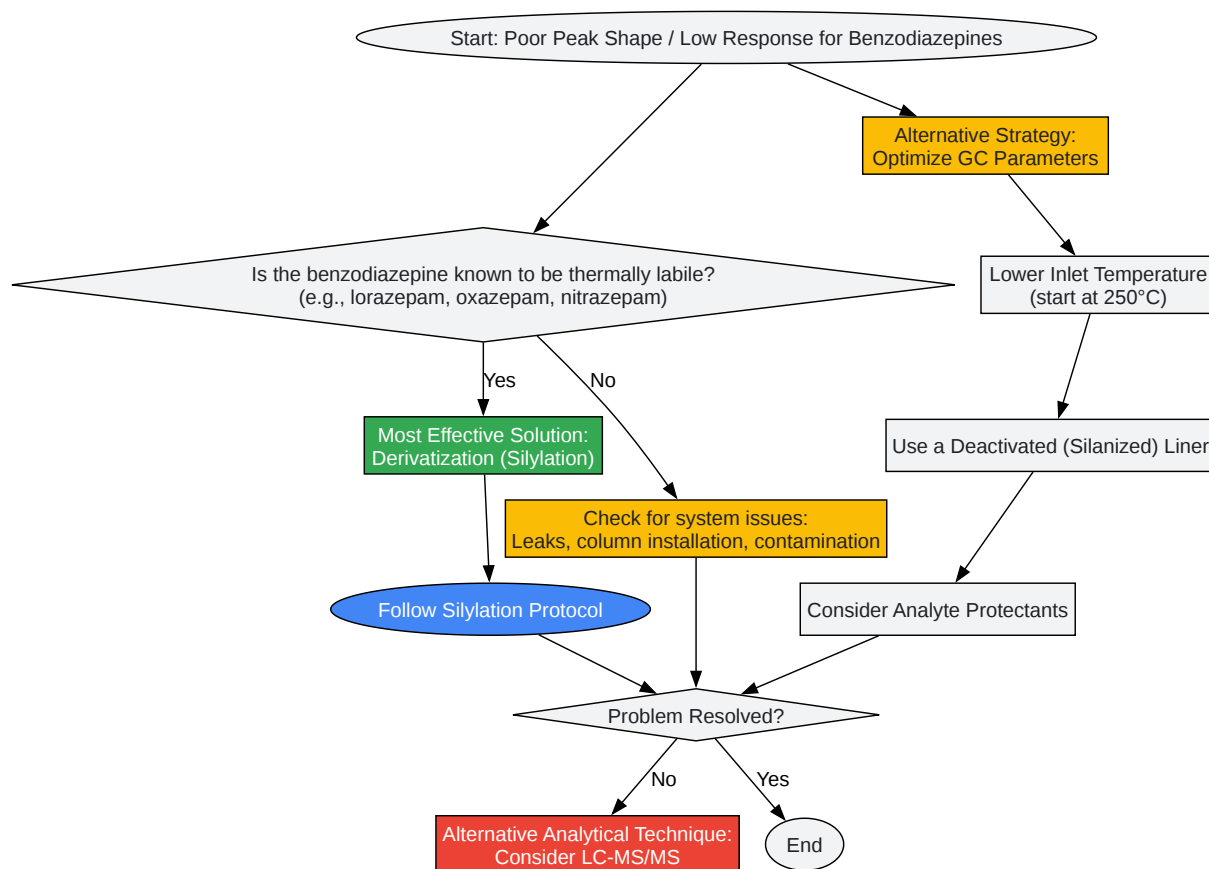 Start: Poor Peak Shape / Low Response for Benzodiazepines
Alternative Strategy:
Optimize GC Parameters
Is the benzodiazepine known to be thermally labile?
(e.g., lorazepam, oxazepam, nitrazepam)
Lower Inlet Temperature
(start at 250°C)
Yes
No
Most Effective Solution:
Derivatization (Silylation)
Use a Deactivated (Silanized) Liner
Check for system issues:
Leaks, column installation, contamination
Follow Silylation Protocol
Consider Analyte Protectants
Problem Resolved?
No
Yes
Alternative Analytical Technique:
Consider LC-MS/MS
End